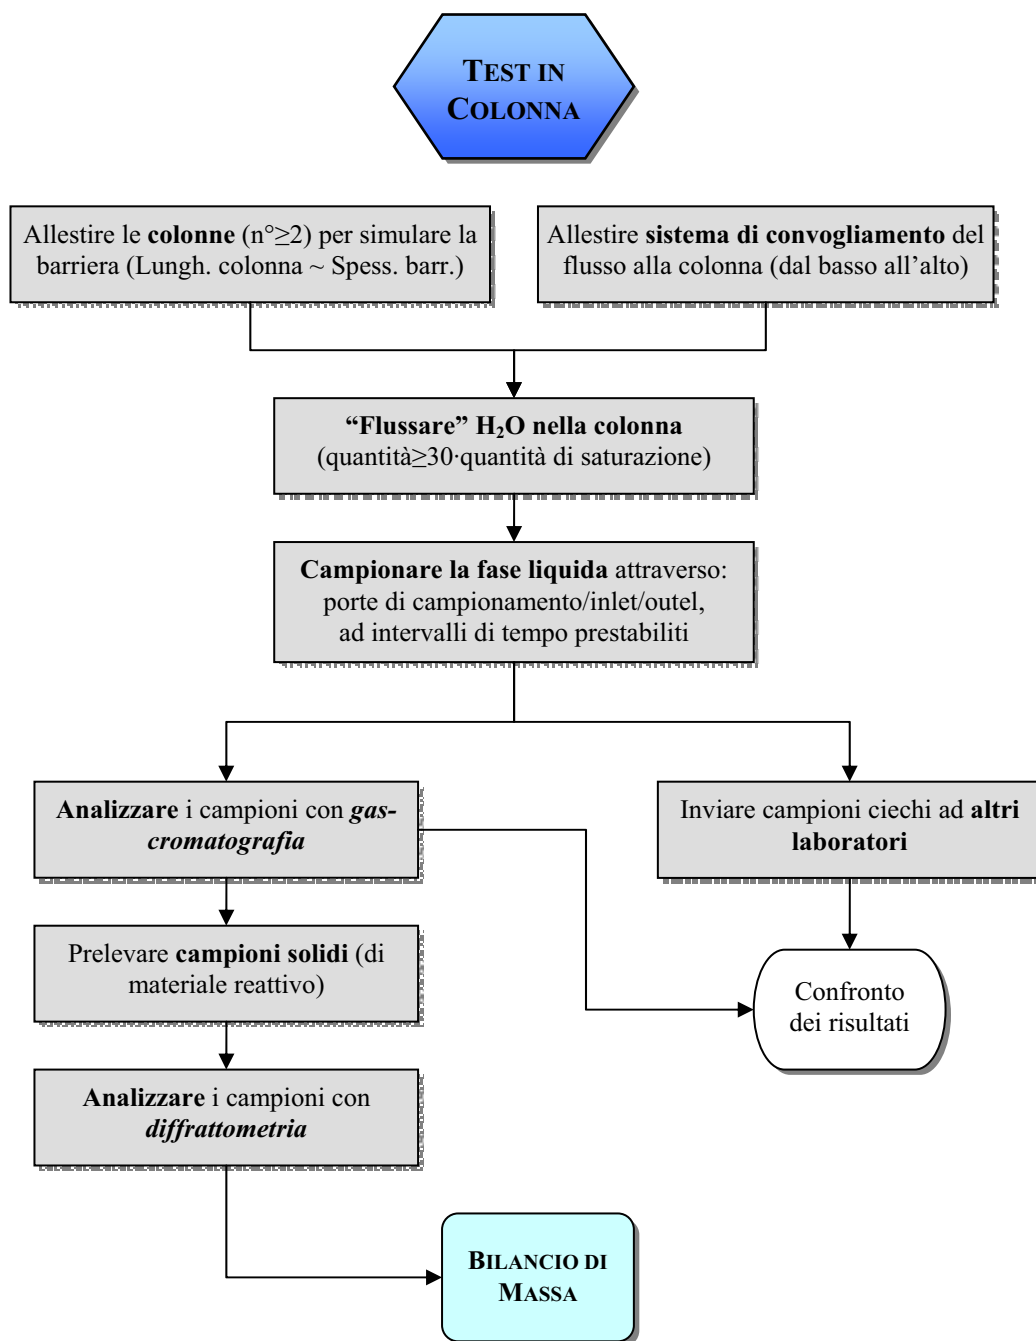 TEST IN
COLONNA
Allestire le colonne (n°≥2) per simulare la
barriera (Lungh. colonna ~ Spess. barr.)
Allestire sistema di convogliamento del
flusso alla colonna (dal basso all’alto)
“Flussare” H₂O nella colonna
(quantità≥30·quantità di saturazione)
Campionare la fase liquida attraverso:
porte di campionamento/inlet/outel,
ad intervalli di tempo prestabiliti
Analizzare i campioni con gas-
cromatografia
Inviare campioni ciechi ad altri
laboratori
Prelevare campioni solidi (di
materiale reattivo)
Confronto
dei risultati
Analizzare i campioni con
diffrattometria
BILANCIO DI
MASSA